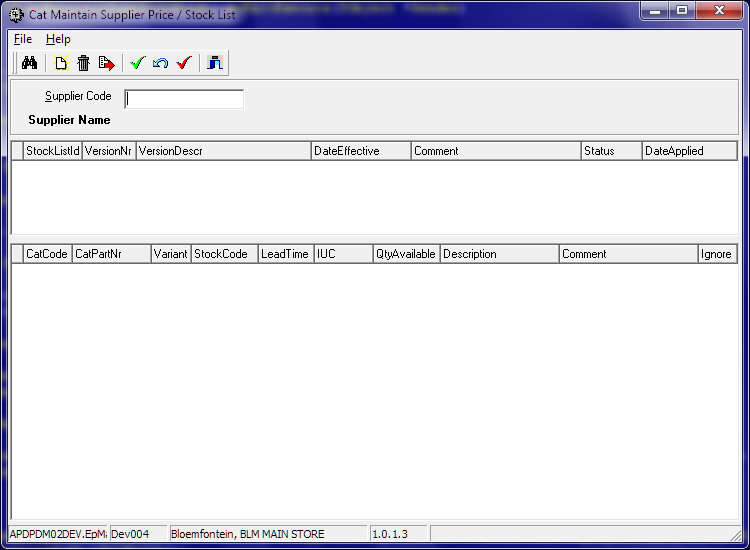 Cat Maintain Supplier Price / Stock List
File Help
Supplier Code
Supplier Name
StockListId VersionNr VersionDescr DateEffective Comment Status DateApplied
CatCode CatPartNr Variant StockCode LeadTime IUC QtyAvailable Description Comment Ignore
APDPDM02DEV.EpMa Dev004 Bloemfontein, BLM MAIN STORE 1.0.1.3